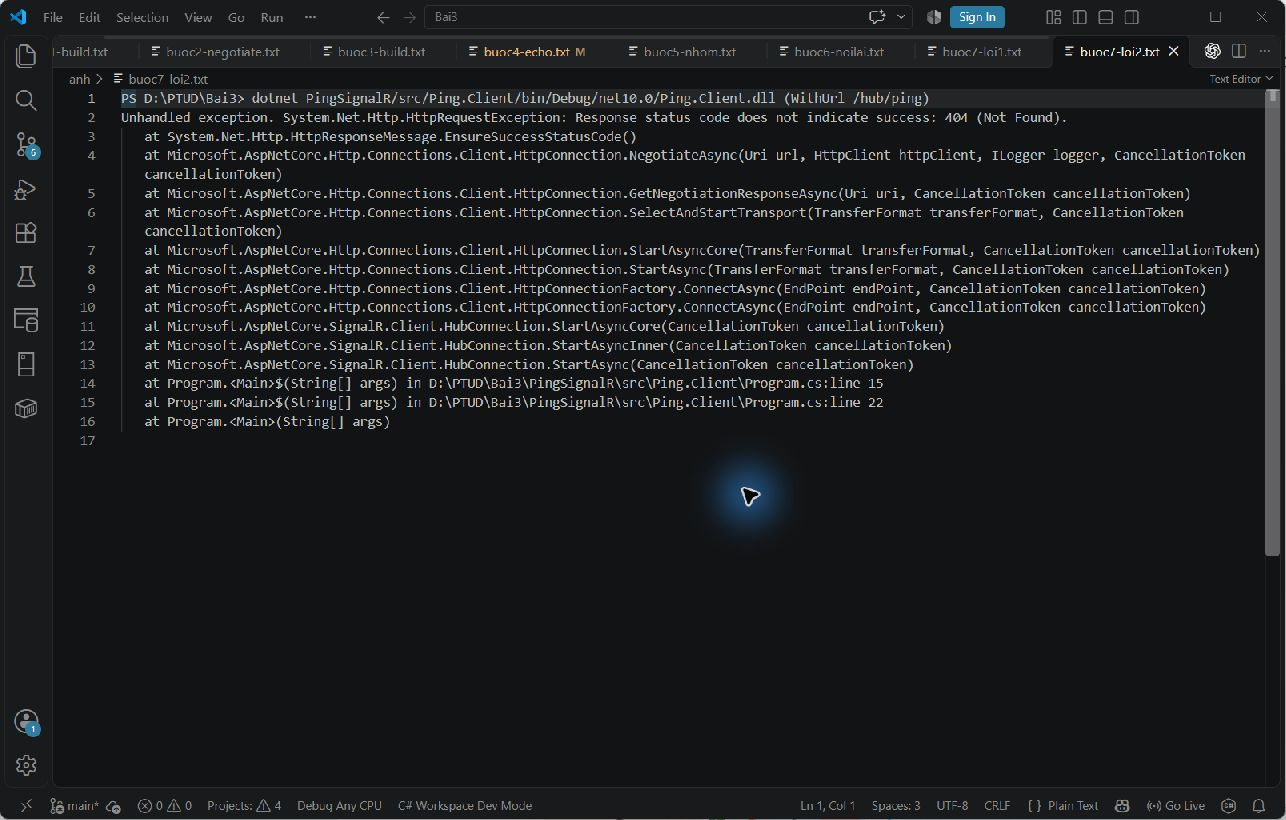 File Edit Selection View Go Run ··· Bai3 Sign In
l-build.txt buoc2-negotiate.txt buoc3-build.txt buoc4-echo.txt M buoc5-nhom.txt buoc6-noilai.txt buoc7-loi1.txt buoc7-loi2.txt
anh > buoc7-loi2.txt Text Editor
1 PS D:\PTUD\Bai3> dotnet PingSignalR/src/Ping.Client/bin/Debug/net10.0/Ping.Client.dll (WithUrl /hub/ping)
2 Unhandled exception. System.Net.Http.HttpRequestException: Response status code does not indicate success: 404 (Not Found).
3 at System.Net.Http.HttpResponseMessage.EnsureSuccessStatusCode()
4 at Microsoft.AspNetCore.Http.Connections.Client.HttpConnection.NegotiateAsync(Uri url, HttpClient httpClient, ILogger logger, CancellationToken
cancellationToken)
5 at Microsoft.AspNetCore.Http.Connections.Client.HttpConnection.GetNegotiationResponseAsync(Uri uri, CancellationToken cancellationToken)
6 at Microsoft.AspNetCore.Http.Connections.Client.HttpConnection.SelectAndStartTransport(TransferFormat transferFormat, CancellationToken
cancellationToken)
7 at Microsoft.AspNetCore.Http.Connections.Client.HttpConnection.StartAsyncCore(TransferFormat transferFormat, CancellationToken cancellationToken)
8 at Microsoft.AspNetCore.Http.Connections.Client.HttpConnection.StartAsync(TransferFormat transferFormat, CancellationToken cancellationToken)
9 at Microsoft.AspNetCore.Http.Connections.Client.HttpConnectionFactory.ConnectAsync(EndPoint endPoint, CancellationToken cancellationToken)
10 at Microsoft.AspNetCore.Http.Connections.Client.HttpConnectionFactory.ConnectAsync(EndPoint endPoint, CancellationToken cancellationToken)
11 at Microsoft.AspNetCore.SignalR.Client.HubConnection.StartAsyncCore(CancellationToken cancellationToken)
12 at Microsoft.AspNetCore.SignalR.Client.HubConnection.StartAsyncInner(CancellationToken cancellationToken)
13 at Microsoft.AspNetCore.SignalR.Client.HubConnection.StartAsync(CancellationToken cancellationToken)
14 at Program.<Main>$(String[] args) in D:\PTUD\Bai3\PingSignalR\src\Ping.Client\Program.cs:line 15
15 at Program.<Main>$(String[] args) in D:\PTUD\Bai3\PingSignalR\src\Ping.Client\Program.cs:line 22
16 at Program.<Main>(String[] args)
17
6
1
main* 0 0 Projects: 4 Debug Any CPU C# Workspace Dev Mode Ln 1, Col 1 Spaces: 3 UTF-8 CRLF {} Plain Text Go Live